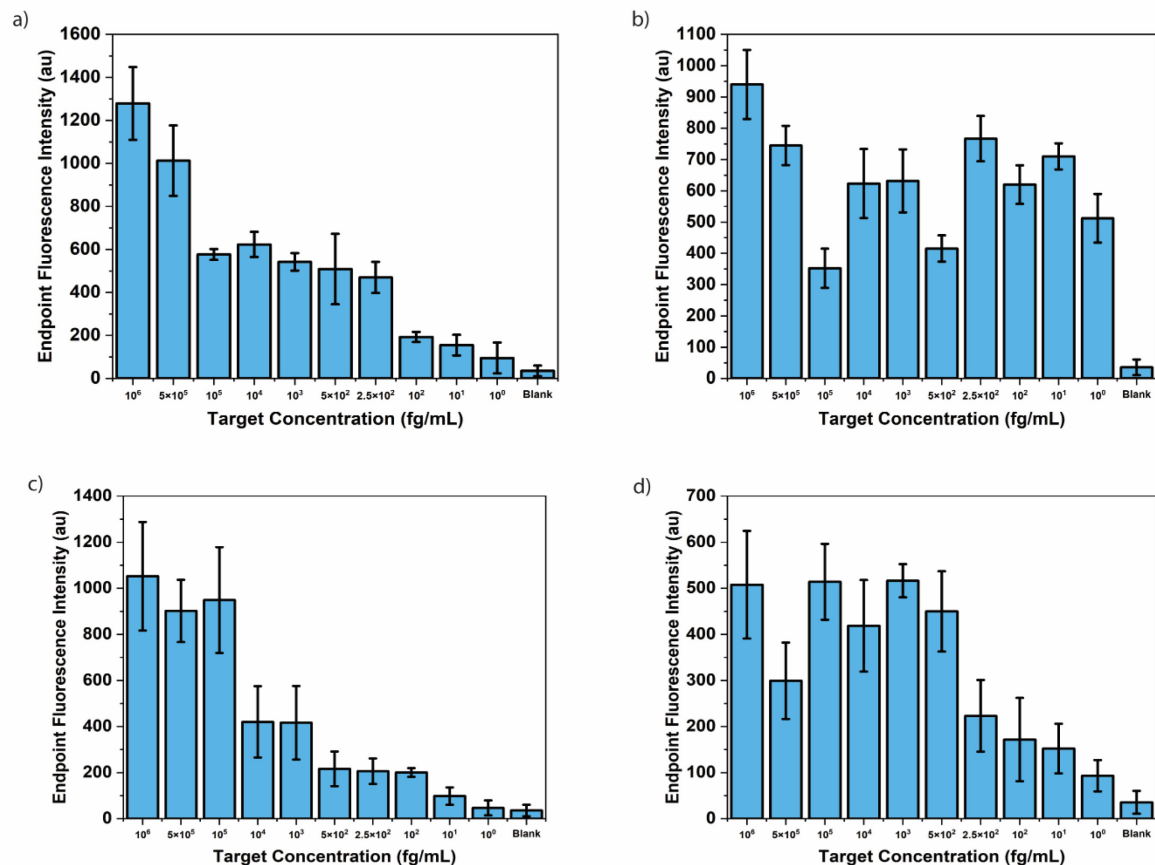 a)
Endpoint Fluorescence Intensity (au)
1600
1400
1200
1000
800
600
400
200
0
10⁶ 5×10⁵ 10⁵ 10⁴ 10³ 5×10² 2.5×10² 10² 10¹ 10⁰ Blank
Target Concentration (fg/mL)
b)
Endpoint Fluorescence Intensity (au)
1100
1000
900
800
700
600
500
400
300
200
100
0
10⁶ 5×10⁵ 10⁵ 10⁴ 10³ 5×10² 2.5×10² 10² 10¹ 10⁰ Blank
Target Concentration (fg/mL)
c)
Endpoint Fluorescence Intensity (au)
1400
1200
1000
800
600
400
200
0
10⁶ 5×10⁵ 10⁵ 10⁴ 10³ 5×10² 2.5×10² 10² 10¹ 10⁰ Blank
Target Concentration (fg/mL)
d)
Endpoint Fluorescence Intensity (au)
700
600
500
400
300
200
100
0
10⁶ 5×10⁵ 10⁵ 10⁴ 10³ 5×10² 2.5×10² 10² 10¹ 10⁰ Blank
Target Concentration (fg/mL)